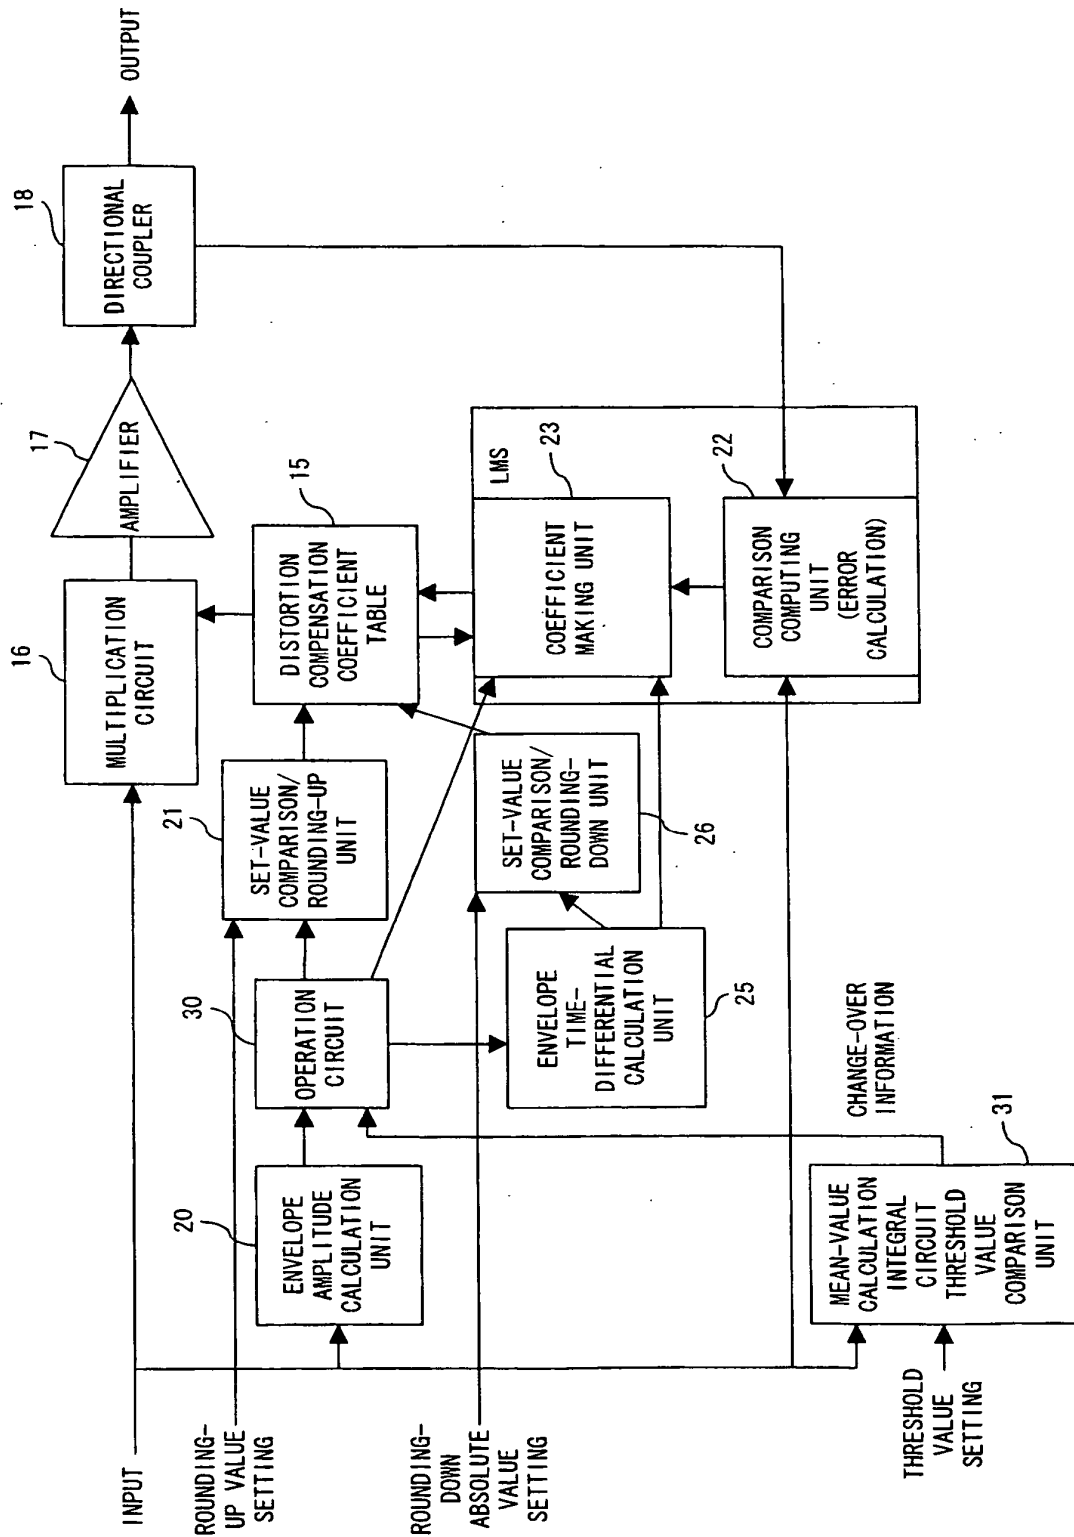 INPUT
ROUNDING-
UP VALUE
SETTING
ROUNDING-
DOWN
ABSOLUTE
VALUE
SETTING
THRESHOLD
VALUE
SETTING
20
ENVELOPE
AMPLITUDE
CALCULATION
UNIT
MEAN-VALUE
CALCULATION
INTEGRAL
CIRCUIT
THRESHOLD
VALUE
COMPARISON
UNIT
31
CHANGE-OVER
INFORMATION
30
OPERATION
CIRCUIT
ENVELOPE
TIME-
DIFFERENTIAL
CALCULATION
UNIT
25
21
SET-VALUE
COMPARISON/
ROUNDING-UP
UNIT
SET-VALUE
COMPARISON/
ROUNDING-
DOWN UNIT
26
16
MULTIPLICATION
CIRCUIT
15
DISTORTION
COMPENSATION
COEFFICIENT
TABLE
LMS
23
COEFFICIENT
MAKING UNIT
22
COMPARISON
COMPUTING
UNIT
(ERROR
CALCULATION)
17
AMPLIFIER
18
DIRECTIONAL
COUPLER
OUTPUT